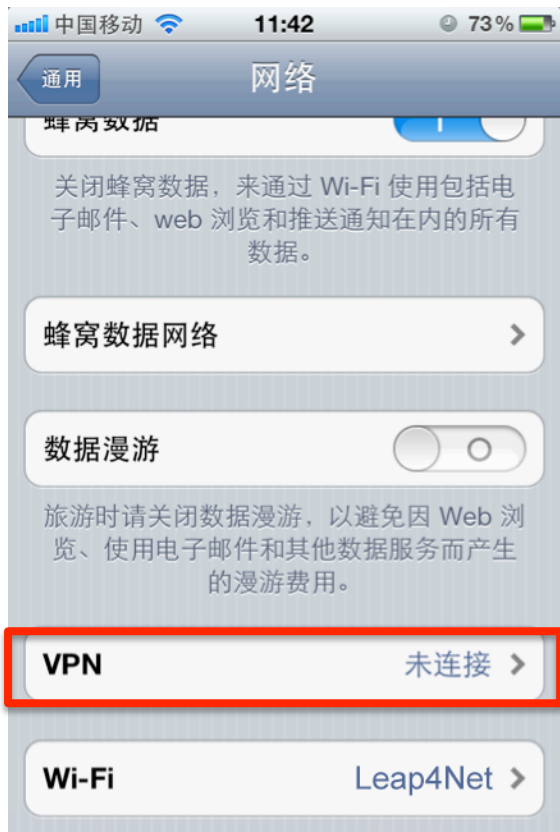 中国移动 11:42 73%
通用 网络
蜂窝数据
关闭蜂窝数据，来通过 Wi-Fi 使用包括电
子邮件、web 浏览和推送通知在内的所有
数据。
蜂窝数据网络
数据漫游
旅游时请关闭数据漫游，以避免因 Web 浏
览、使用电子邮件和其他数据服务而产生
的漫游费用。
VPN 未连接
Wi-Fi Leap4Net